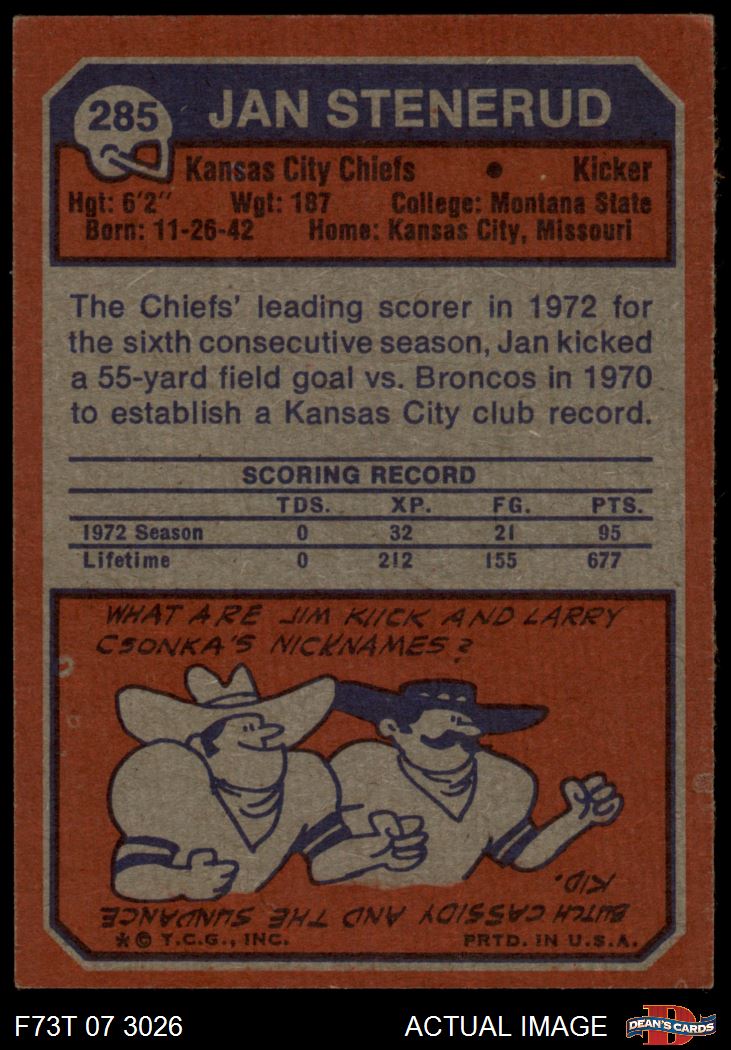 285 JAN STENERUD
Kansas City Chiefs • Kicker
Hgt: 6'2" Wgt: 187 College: Montana State
Born: 11-26-42 Home: Kansas City, Missouri
The Chiefs' leading scorer in 1972 for
the sixth consecutive season, Jan kicked
a 55-yard field goal vs. Broncos in 1970
to establish a Kansas City club record.
SCORING RECORD
TDS. XP. FG. PTS.
1972 Season 0 32 21 95
Lifetime 0 212 155 677
WHAT ARE JIM KIICK AND LARRY
CSONKA'S NICKNAMES?
BUTCH CASSIDY AND THE SUNDANCE
KID.
*© T.C.G., INC. PRTD. IN U.S.A.
F73T 07 3026 ACTUAL IMAGE D DEAN'S CARDS